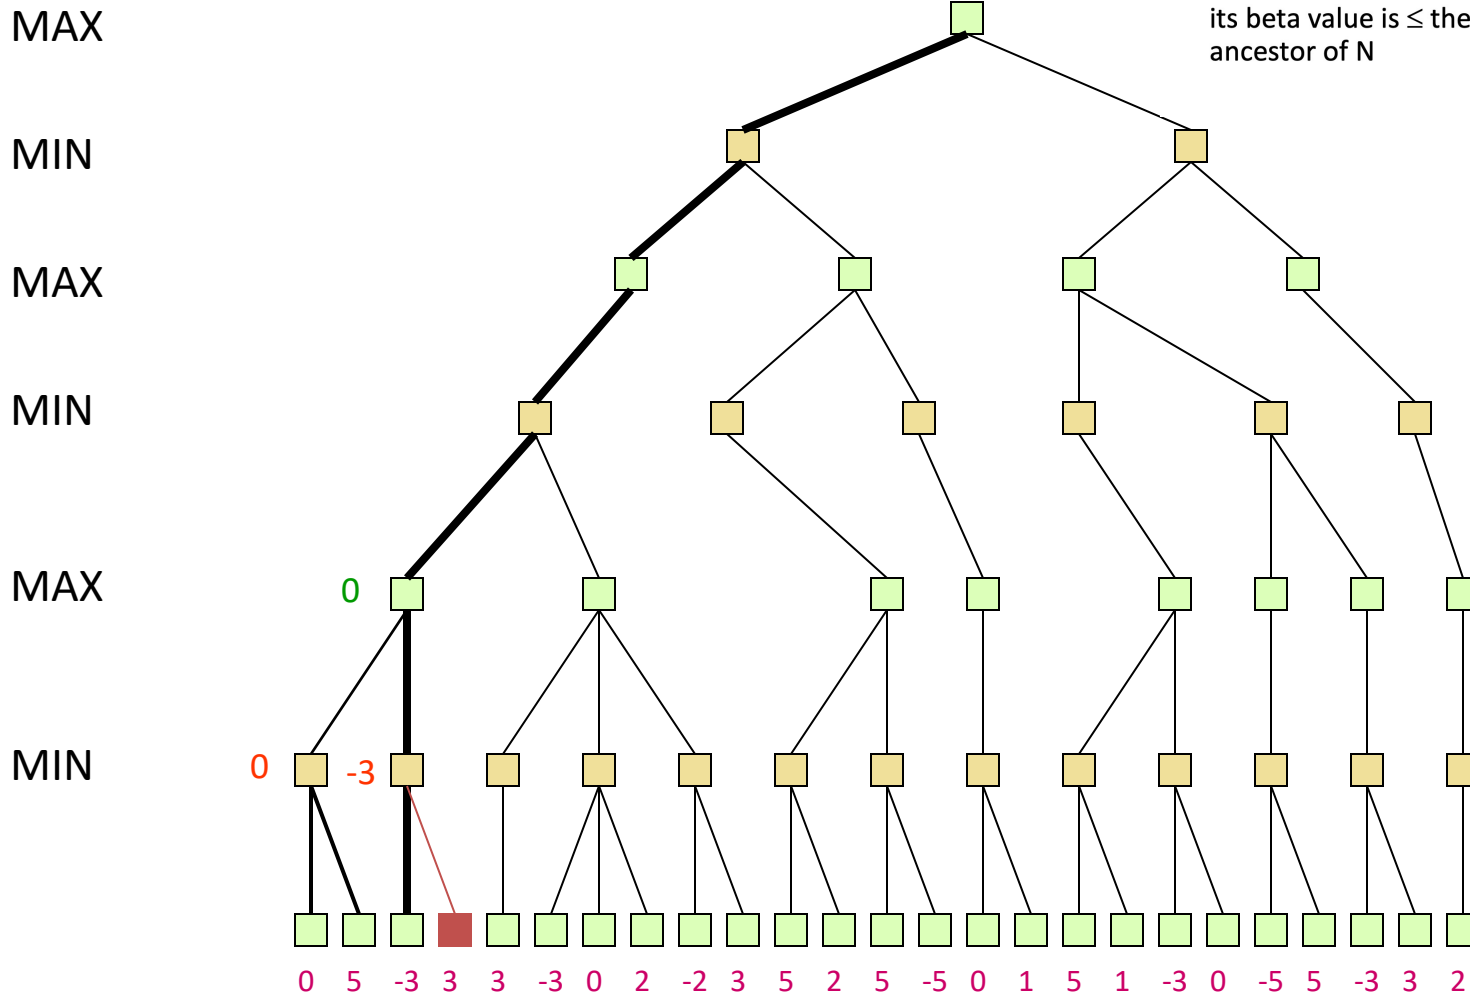 MAX
its beta value is ≤ the
ancestor of N
MIN
MAX
MIN
MAX
0
MIN
0
-3
0 5 -3 3 3 -3 0 2 -2 3 5 2 5 -5 0 1 5 1 -3 0 -5 5 -3 3 2